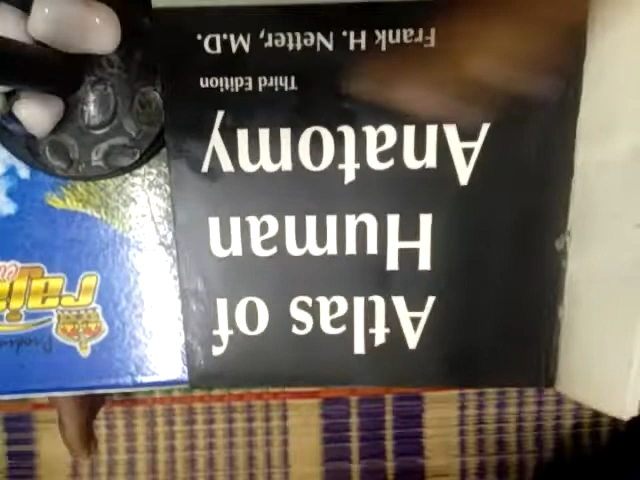 Atlas of
Human
Anatomy
Third Edition
Frank H. Netter, M.D.